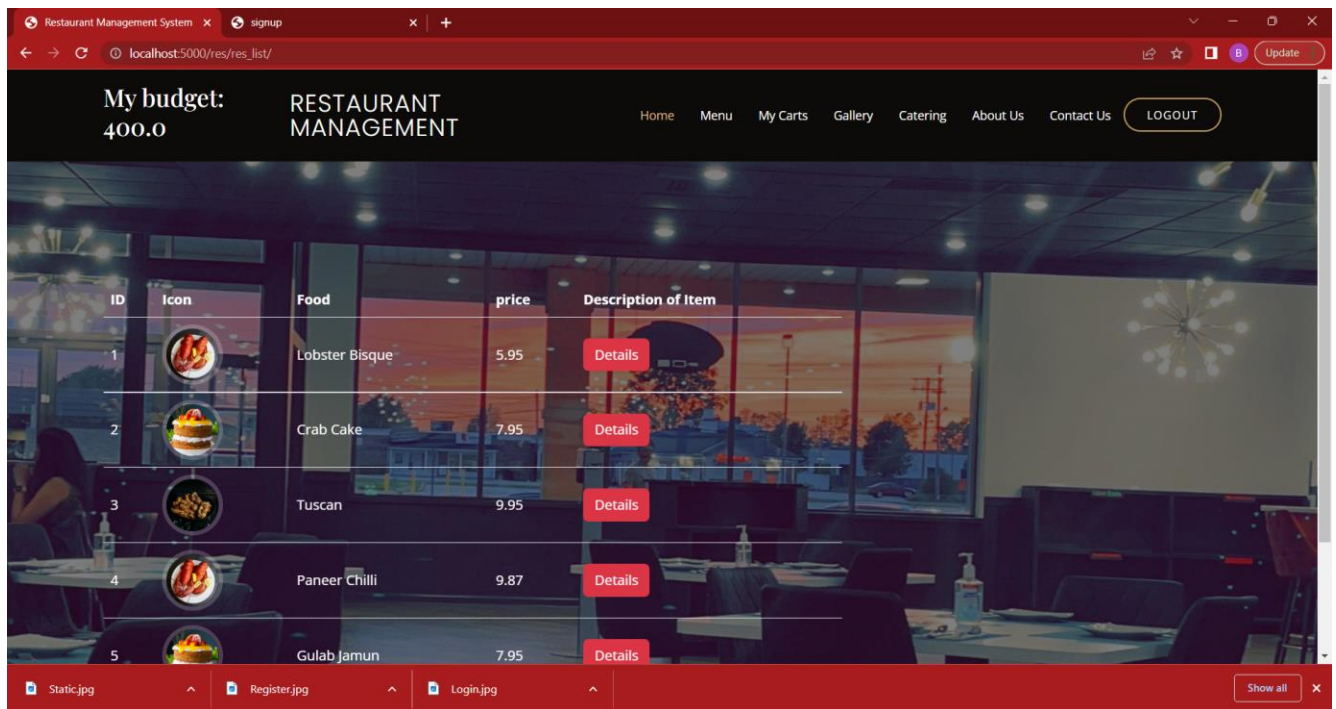 Restaurant Management System
signup
localhost:5000/res/res_list/
B
Update
My budget:
400.0
RESTAURANT
MANAGEMENT
Home Menu My Carts Gallery Catering About Us Contact Us LOGOUT
ID Icon Food price Description of Item
1 Lobster Bisque 5.95 Details
2 Crab Cake 7.95 Details
3 Tuscan 9.95 Details
4 Paneer Chilli 9.87 Details
5 Gulab Jamun 7.95 Details
Static.jpg Register.jpg Login.jpg Show all